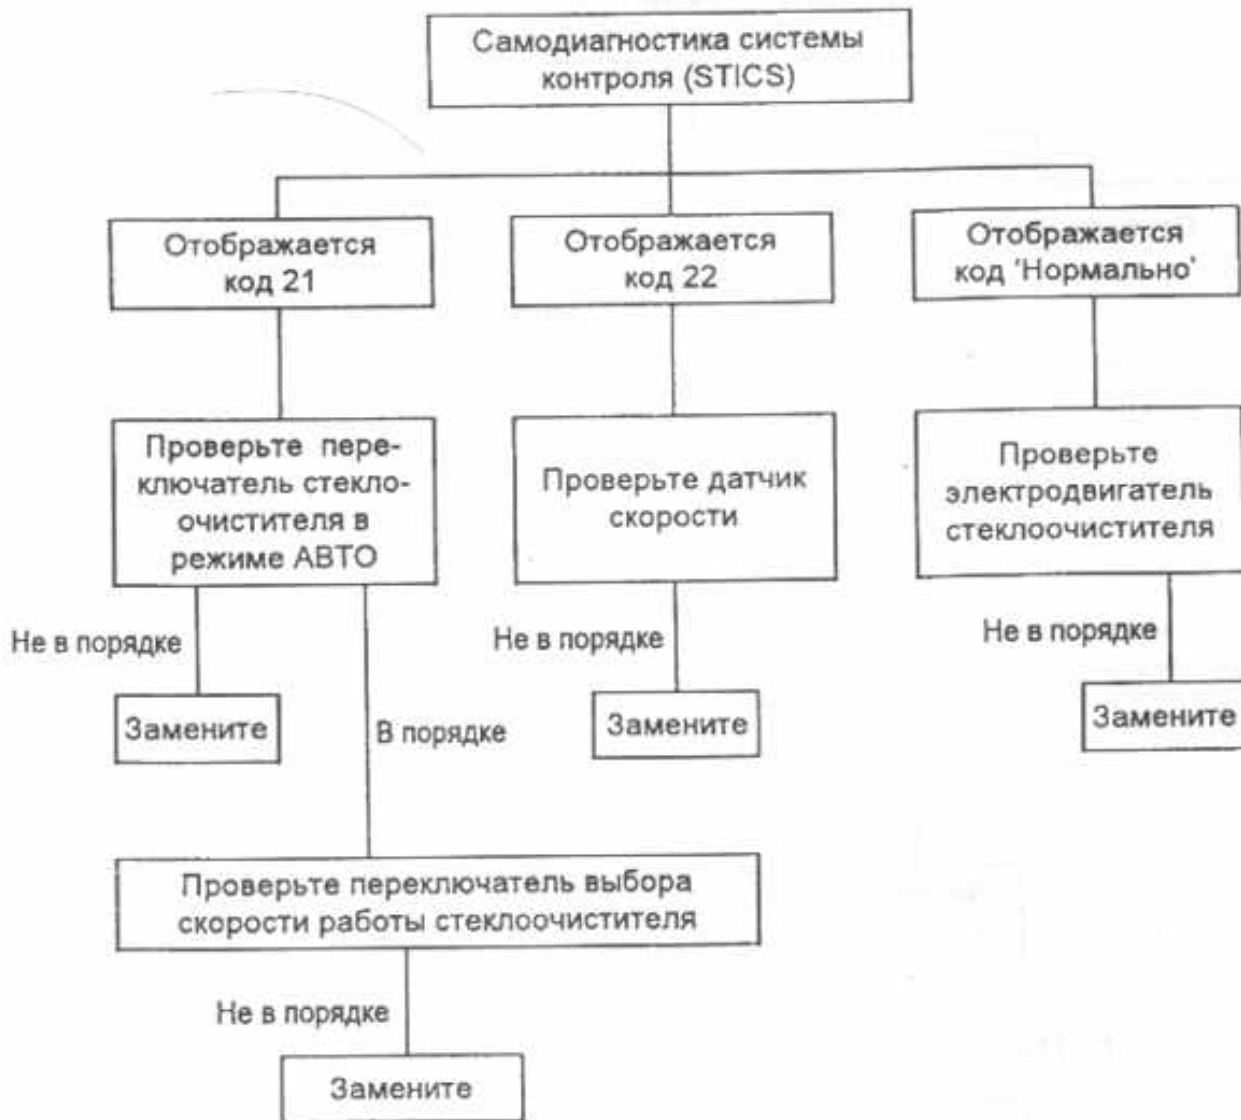 Самодиагностика системы
контроля (STICS)
Отображается
код 21
Отображается
код 22
Отображается
код 'Нормально'
Проверьте пере-
ключатель стекло-
очистителя в
режиме АВТО
Проверьте датчик
скорости
Проверьте
электродвигатель
стеклоочистителя
Не в порядке
Не в порядке
Не в порядке
Замените
В порядке
Замените
Замените
Проверьте переключатель выбора
скорости работы стеклоочистителя
Не в порядке
Замените